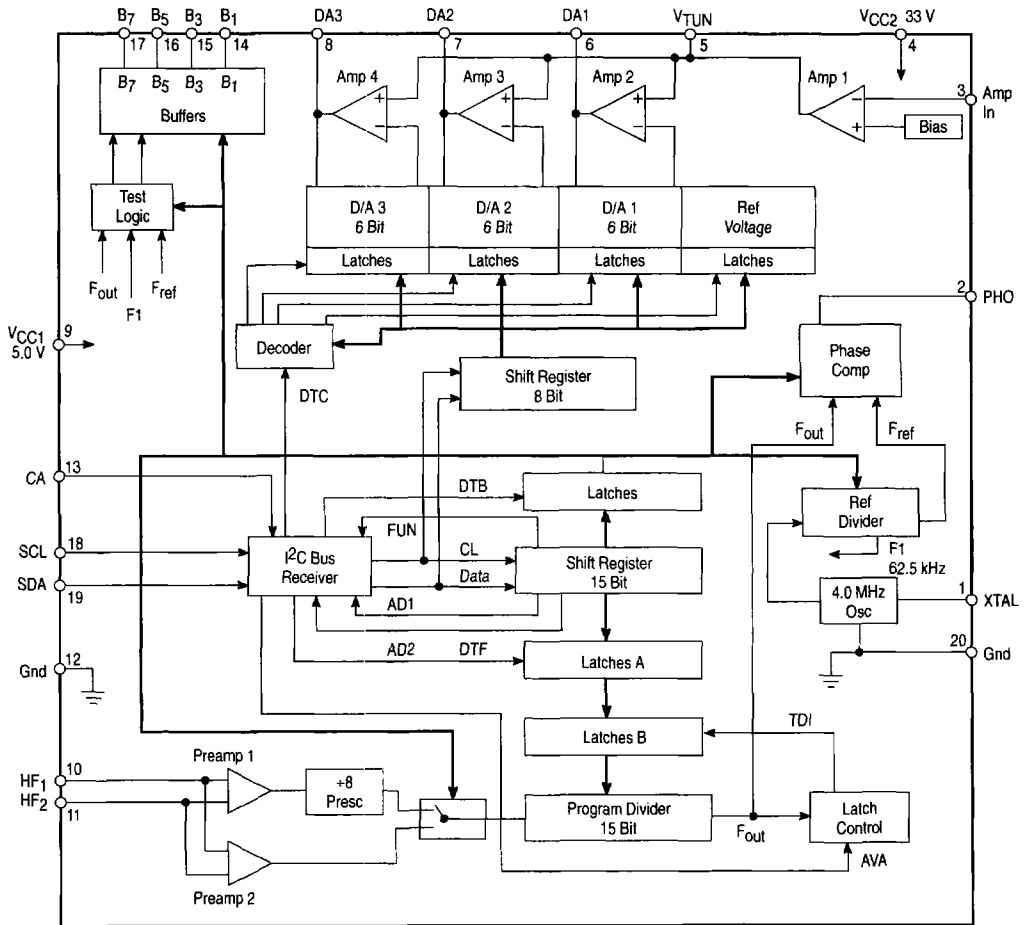 B7 B5 B3 B1 DA3 DA2 DA1 VTUN VCC2 33 V
17 16 15 14 8 7 6 5 4
B7 B5 B3 B1
Buffers
Amp 4 Amp 3 Amp 2 Amp 1
+ + + −
− − − +
3 Amp In
Bias
Test Logic
Fout F1 Fref
D/A 3 6 Bit
D/A 2 6 Bit
D/A 1 6 Bit
Ref Voltage
Latches Latches Latches Latches
2 PHO
VCC1 5.0 V 9
Decoder
DTC
Shift Register 8 Bit
Phase Comp
Fout Fref
CA 13
DTB
Latches
Ref Divider
FUN
SCL 18
I2C Bus Receiver
CL
Data
Shift Register 15 Bit
F1 62.5 kHz
SDA 19
AD1
4.0 MHz Osc
1 XTAL
Gnd 12
AD2 DTF
Latches A
20 Gnd
Latches B
TDI
HF1 10
HF2 11
Preamp 1
÷8 Presc
Program Divider 15 Bit
Fout
Latch Control
Preamp 2
AVA